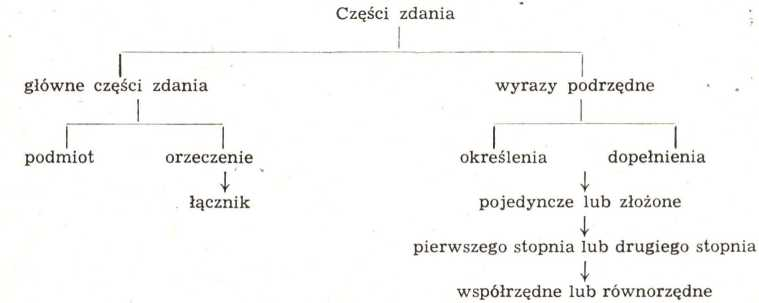 Części zdania
główne części zdania wyrazy podrzędne
podmiot orzeczenie określenia dopełnienia
łącznik pojedyncze lub złożone
pierwszego stopnia lub drugiego stopnia
współrzędne lub równorzędne